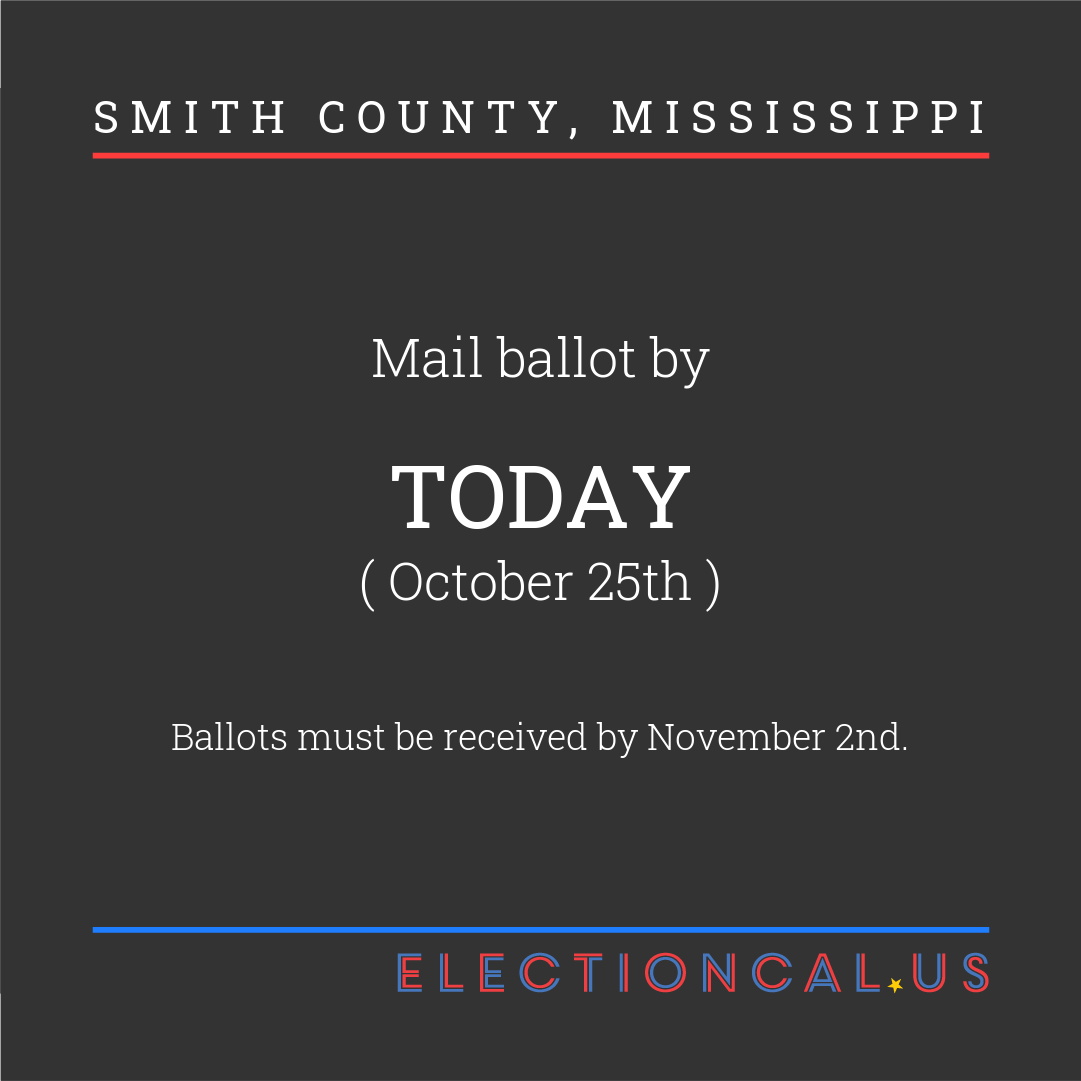 SMITH COUNTY, MISSISSIPPI
Mail ballot by
TODAY
( October 25th )
Ballots must be received by November 2nd.
ELECTIONCAL.US